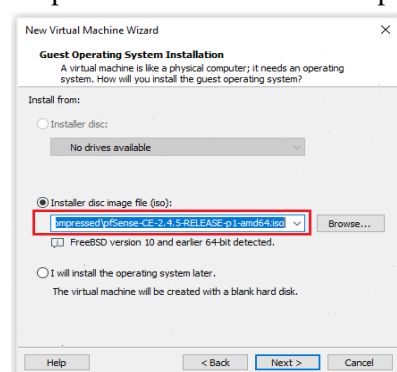 New Virtual Machine Wizard
Guest Operating System Installation
A virtual machine is like a physical computer; it needs an operating
system. How will you install the guest operating system?
Install from:
Installer disc:
No drives available
Installer disc image file (iso):
ompressed\pfSense-CE-2.4.5-RELEASE-p1-amd64.iso
Browse...
FreeBSD version 10 and earlier 64-bit detected.
I will install the operating system later.
The virtual machine will be created with a blank hard disk.
Help
< Back
Next >
Cancel